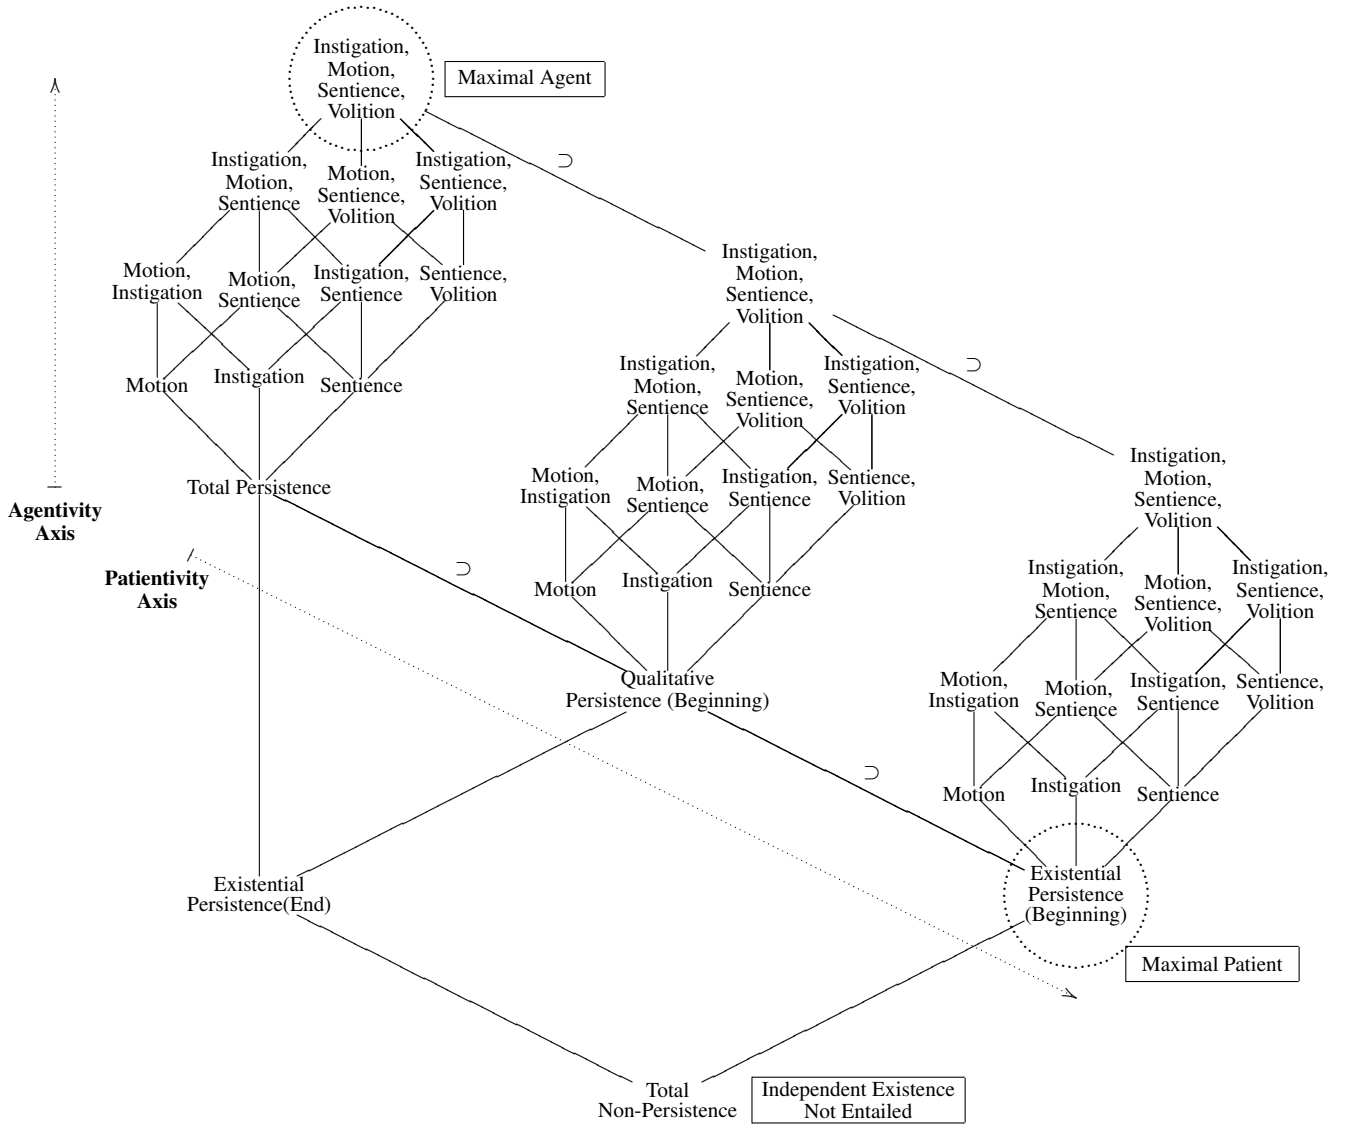 Instigation,
Motion,
Sentience,
Volition
Maximal Agent
Instigation,
Motion,
Sentience
Motion,
Sentience,
Volition
Instigation,
Sentience,
Volition
⊃
Motion,
Instigation
Motion,
Sentience
Instigation,
Sentience
Sentience,
Volition
Motion
Instigation
Sentience
Total Persistence
Agentivity
Axis
Patientivity
Axis
⊃
Instigation,
Motion,
Sentience,
Volition
⊃
Instigation,
Motion,
Sentience
Motion,
Sentience,
Volition
Instigation,
Sentience,
Volition
Motion,
Instigation
Motion,
Sentience
Instigation,
Sentience
Sentience,
Volition
Motion
Instigation
Sentience
Qualitative
Persistence (Beginning)
⊃
Instigation,
Motion,
Sentience,
Volition
Instigation,
Motion,
Sentience
Motion,
Sentience,
Volition
Instigation,
Sentience,
Volition
Motion,
Instigation
Motion,
Sentience
Instigation,
Sentience
Sentience,
Volition
Motion
Instigation
Sentience
Existential
Persistence(End)
Existential
Persistence
(Beginning)
Maximal Patient
Total
Non-Persistence
Independent Existence
Not Entailed